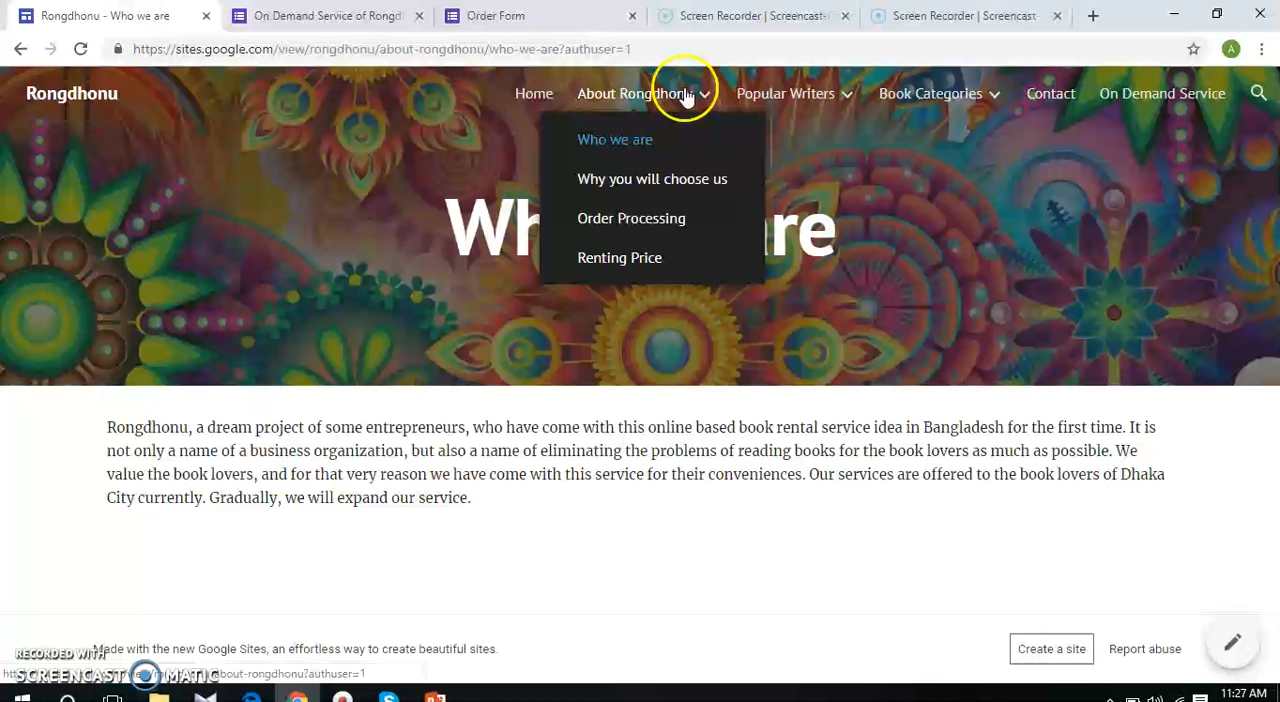 Rongdhonu - Who we are
On Demand Service of Rongd
Order Form
Screen Recorder | Screencast-
Screen Recorder | Screencast-
https://sites.google.com/view/rongdhonu/about-rongdhonu/who-we-are?authuser=1
A
Rongdhonu
Home
About Rongdhonu
Popular Writers
Book Categories
Contact
On Demand Service
Who we are
Why you will choose us
Order Processing
Renting Price
Rongdhonu, a dream project of some entrepreneurs, who have come with this online based book rental service idea in Bangladesh for the first time. It is
not only a name of a business organization, but also a name of eliminating the problems of reading books for the book lovers as much as possible. We
value the book lovers, and for that very reason we have come with this service for their conveniences. Our services are offered to the book lovers of Dhaka
City currently. Gradually, we will expand our service.
Made with the new Google Sites, an effortless way to create beautiful sites.
Create a site
Report abuse
RECORDED WITH
SCREENCAST MATIC
about-rongdhonu?authuser=1
11:27 AM